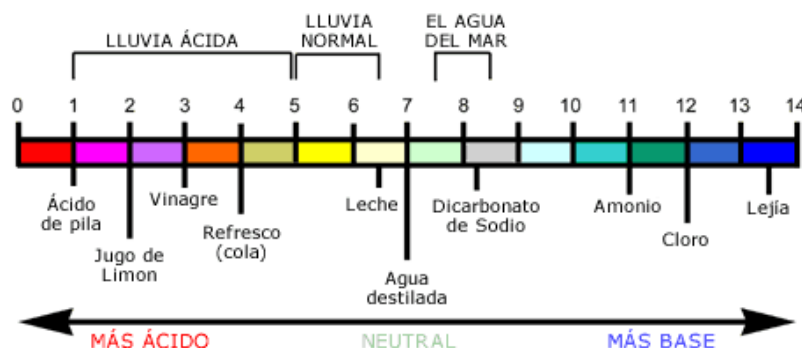 LLUVIA ÁCIDA
LLUVIA
NORMAL
EL AGUA
DEL MAR
0 1 2 3 4 5 6 7 8 9 10 11 12 13 14
Ácido
de pila
Jugo de
Limon
Vinagre
Refresco
(cola)
Leche
Agua
destilada
Dicarbonato
de Sodio
Amonio
Cloro
Lejía
MÁS ÁCIDO
NEUTRAL
MÁS BASE